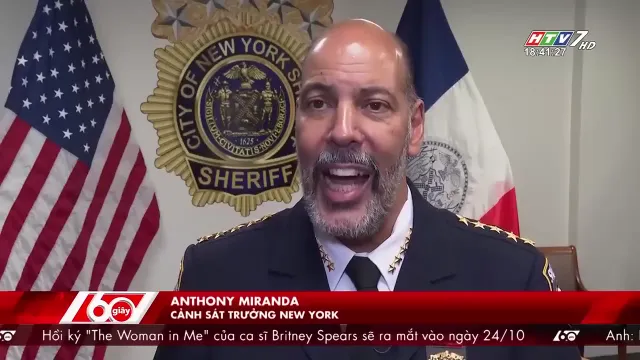 HTV7 HD
18:41:27
CITY OF NEW YORK S
1625
SHERIFF
60 giây
ANTHONY MIRANDA
CẢNH SÁT TRƯỞNG NEW YORK
60 Hồi ký "The Woman in Me" của ca sĩ Britney Spears sẽ ra mắt vào ngày 24/10 60 Anh: